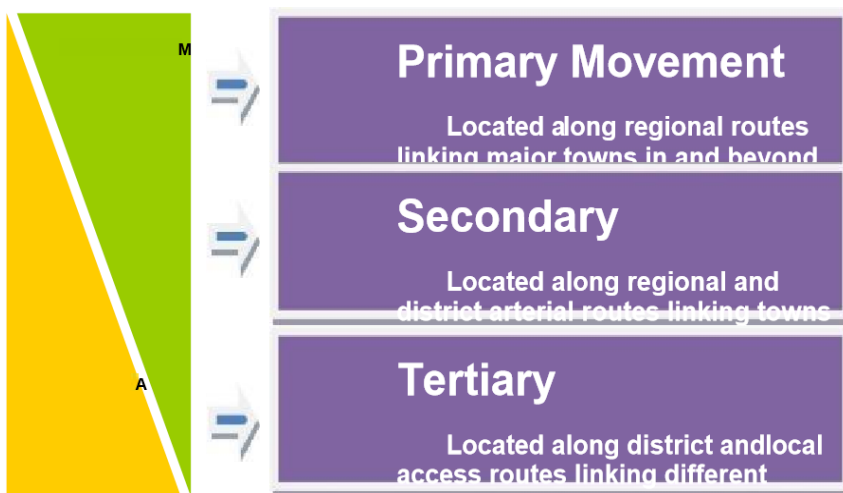 M
Primary Movement
Located along regional routes
linking major towns in and beyond
Secondary
Located along regional and
district arterial routes linking towns
A
Tertiary
Located along district andlocal
access routes linking different